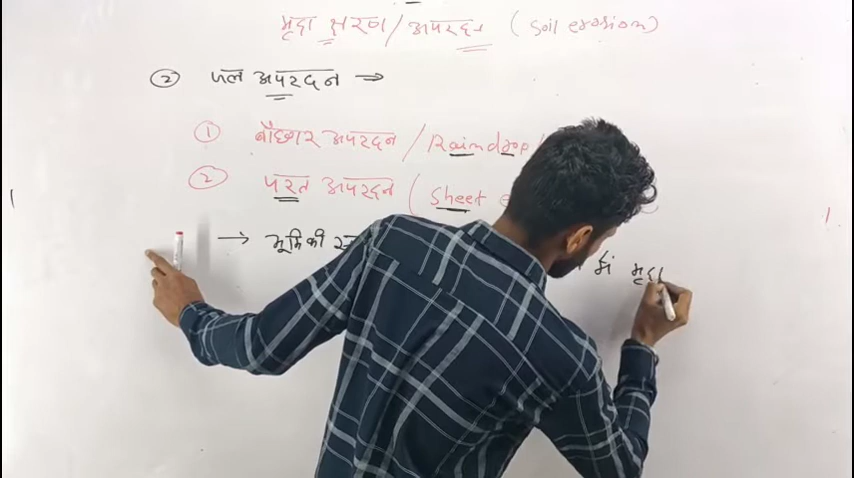 मृदा क्षरण / अपरदन ( Soil erosion )
② जल अपरदन ⇒
① बौछार अपरदन / Raindrop
② परत अपरदन ( Sheet
→ भूमि की में मृदा